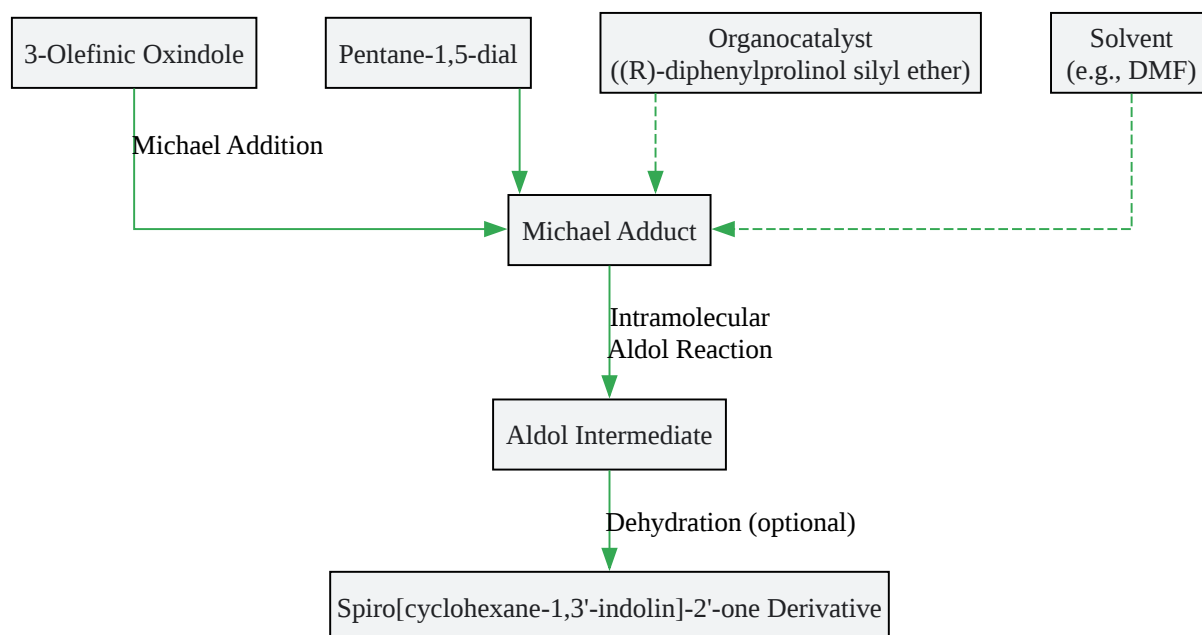 3-Olefinic Oxindole
Pentane-1,5-dial
Organocatalyst
((R)-diphenylprolinol silyl ether)
Solvent
(e.g., DMF)
Michael Addition
Michael Adduct
Intramolecular
Aldol Reaction
Aldol Intermediate
Dehydration (optional)
Spiro[cyclohexane-1,3'-indolin]-2'-one Derivative